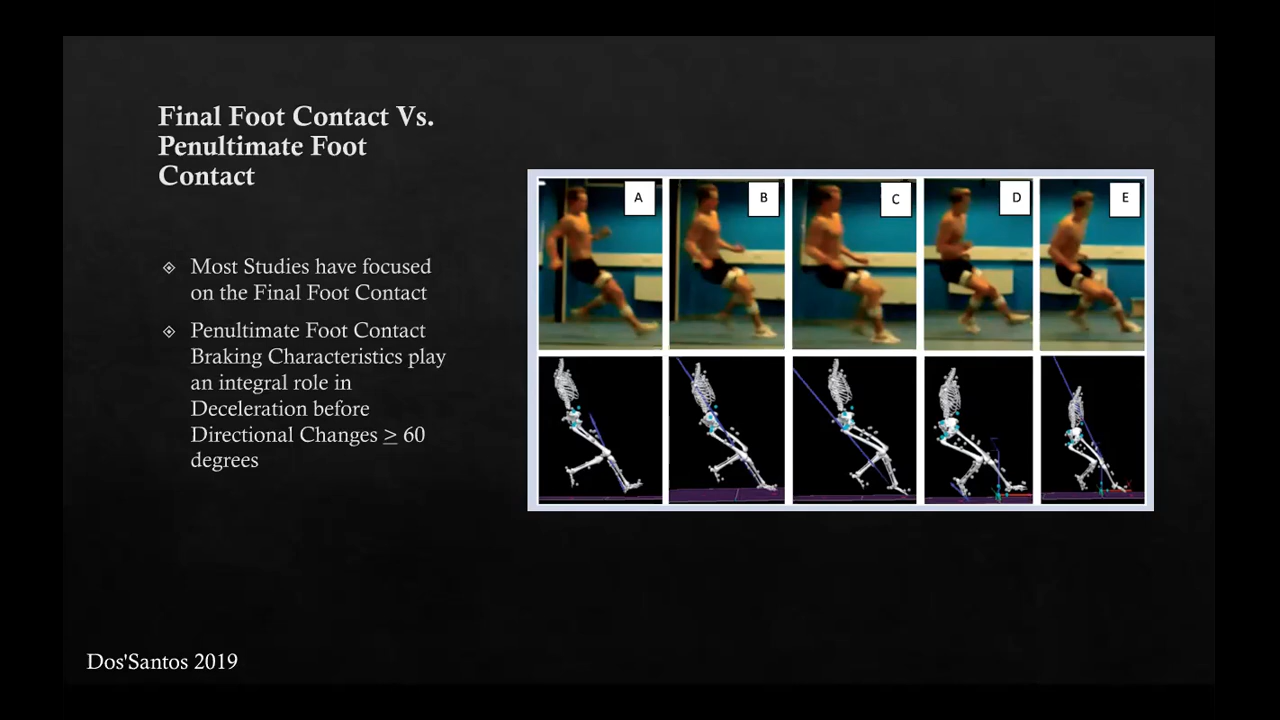 Final Foot Contact Vs.
Penultimate Foot
Contact
Most Studies have focused
on the Final Foot Contact
Penultimate Foot Contact
Braking Characteristics play
an integral role in
Deceleration before
Directional Changes ≥ 60
degrees
A
B
C
D
E
Dos'Santos 2019